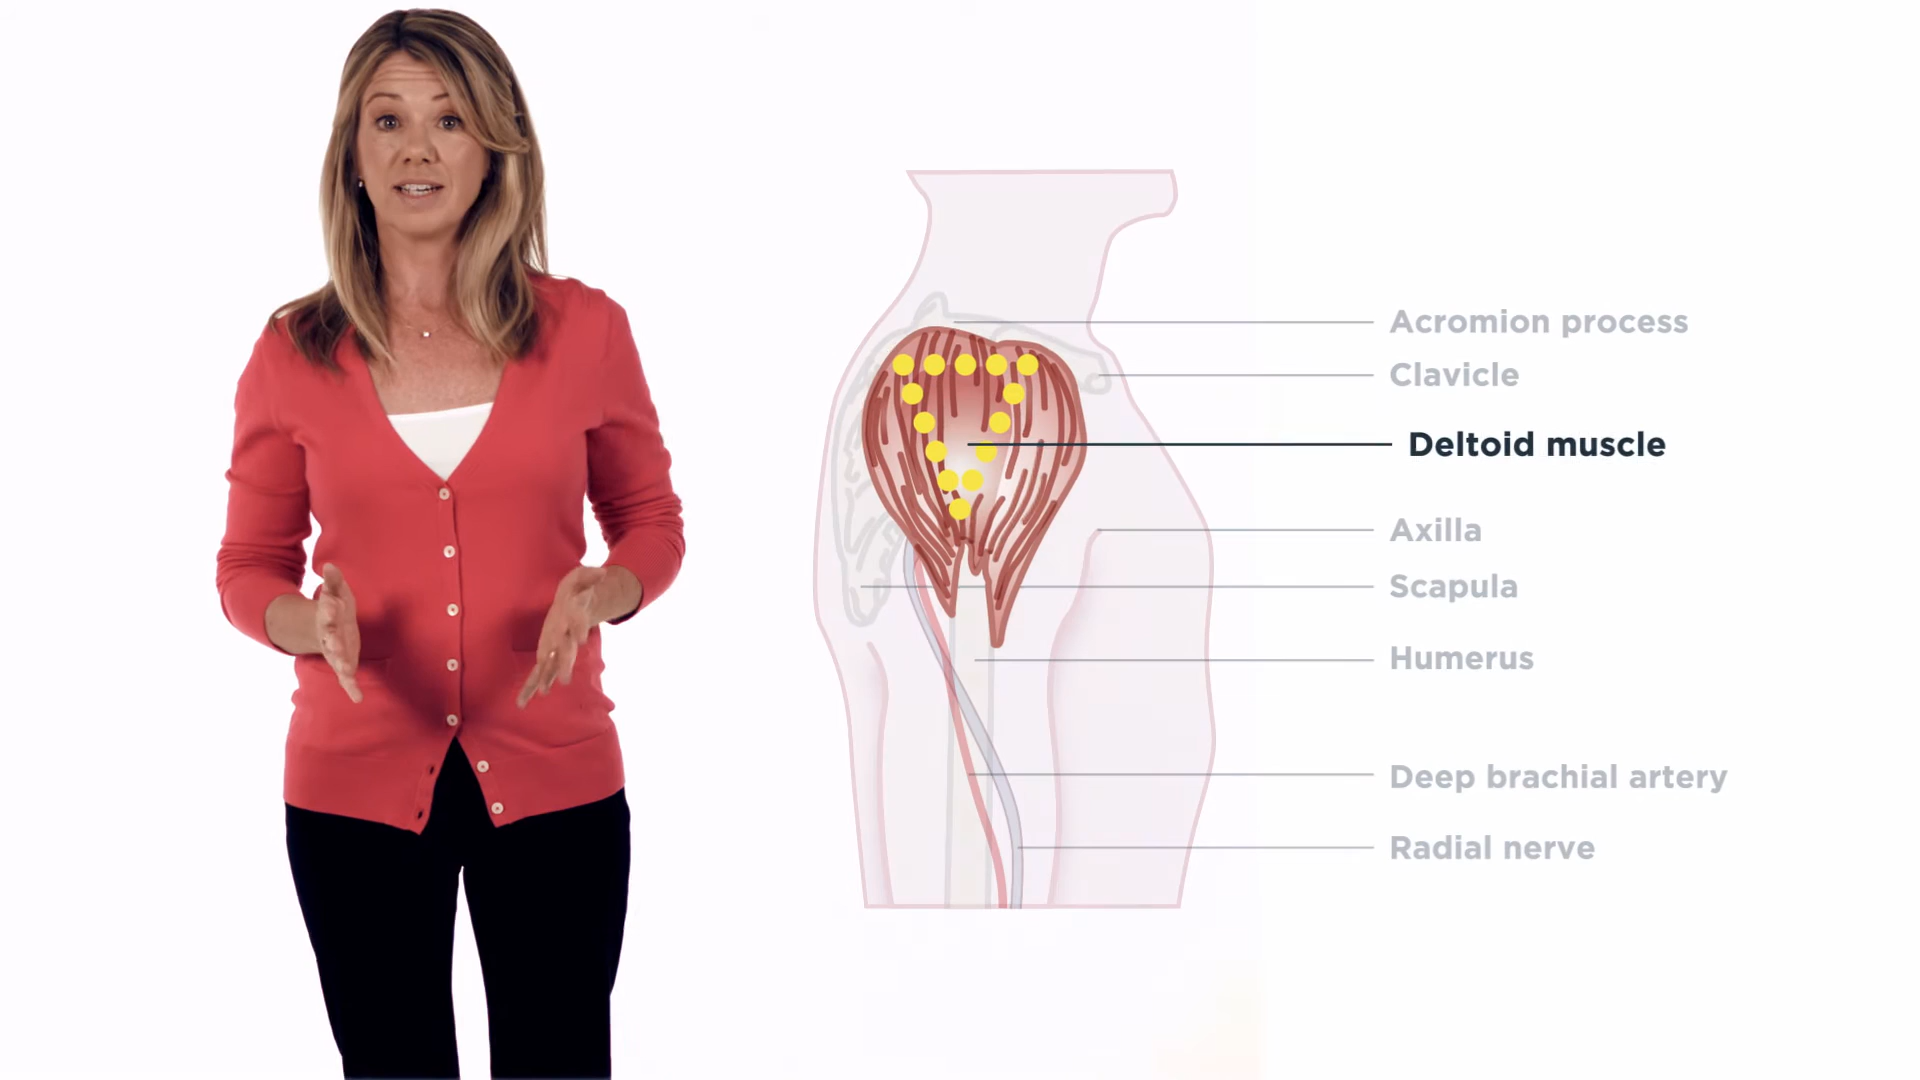 Acromion process
Clavicle
Deltoid muscle
Axilla
Scapula
Humerus
Deep brachial artery
Radial nerve